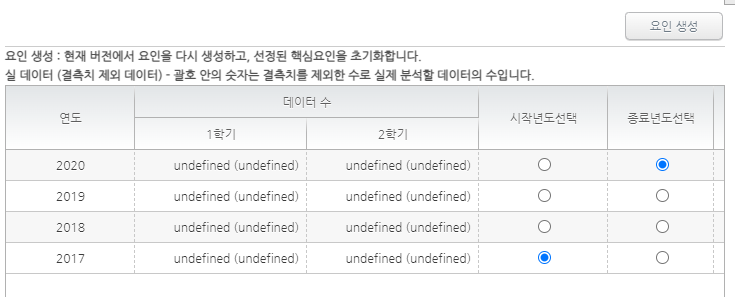 요인 생성
요인 생성 : 현재 버전에서 요인을 다시 생성하고, 선정된 핵심요인을 초기화합니다.
실 데이터 (결측치 제외 데이터) - 괄호 안의 숫자는 결측치를 제외한 수로 실제 분석할 데이터의 수입니다.
연도 데이터 수 시작년도선택 종료년도선택
1학기 2학기
2020 undefined (undefined) undefined (undefined)
2019 undefined (undefined) undefined (undefined)
2018 undefined (undefined) undefined (undefined)
2017 undefined (undefined) undefined (undefined)